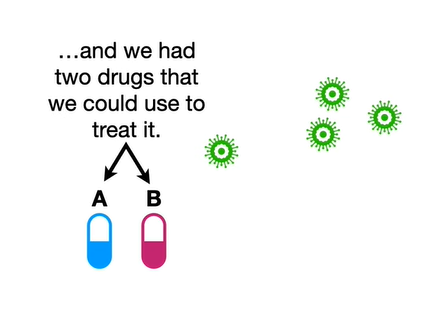 …and we had
two drugs that
we could use to
treat it.
A B